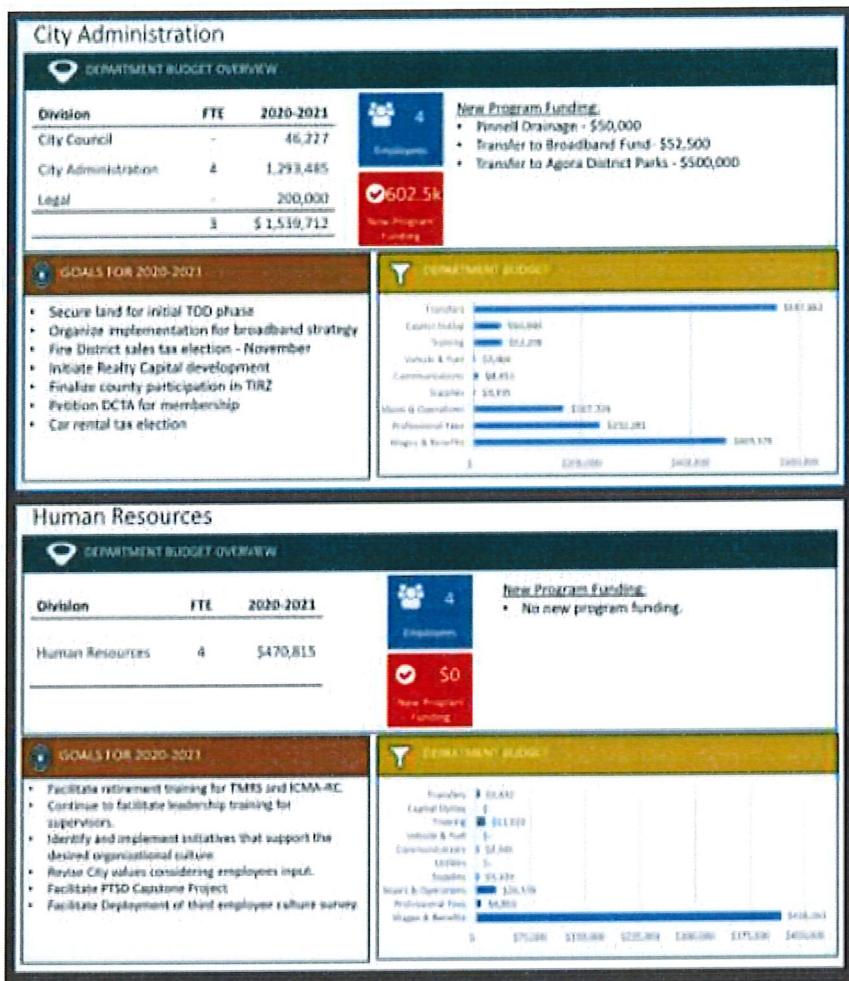 City Administration
DEPARTMENT BUDGET OVERVIEW
Division FTE 2020-2021
City Council - 46,227
City Administration 4 1,293,485
Legal - 200,000
3 $ 1,539,712
4
Employees
602.5k
New Program
Funding
New Program Funding:
• Pinnell Drainage - $50,000
• Transfer to Broadband Fund- $52,500
• Transfer to Agora District Parks - $500,000
GOALS FOR 2020-2021
• Secure land for initial TOD phase
• Organize implementation for broadband strategy
• Fire District sales tax election - November
• Initiate Realty Capital development
• Finalize county participation in TIRZ
• Petition DCTA for membership
• Car rental tax election
DEPARTMENT BUDGET
Transfers
Capital Outlay
Training
Vehicle & Fuel
Communications
Supplies
Maint & Operations
Professional Fees
Wages & Benefits
Human Resources
DEPARTMENT BUDGET OVERVIEW
Division FTE 2020-2021
Human Resources 4 $470,815
4
Employees
$0
New Program
Funding
New Program Funding:
• No new program funding.
GOALS FOR 2020-2021
• Facilitate retirement training for TMRS and ICMA-RC.
• Continue to facilitate leadership training for
supervisors.
• Identify and implement initiatives that support the
desired organizational culture
• Revise City values considering employees input.
• Facilitate PTSD Capstone Project
• Facilitate Deployment of third employee culture survey.
DEPARTMENT BUDGET
Transfers
Capital Outlay
Training
Vehicle & Fuel
Communications
Utilities
Supplies
Maint & Operations
Professional Fees
Wages & Benefits